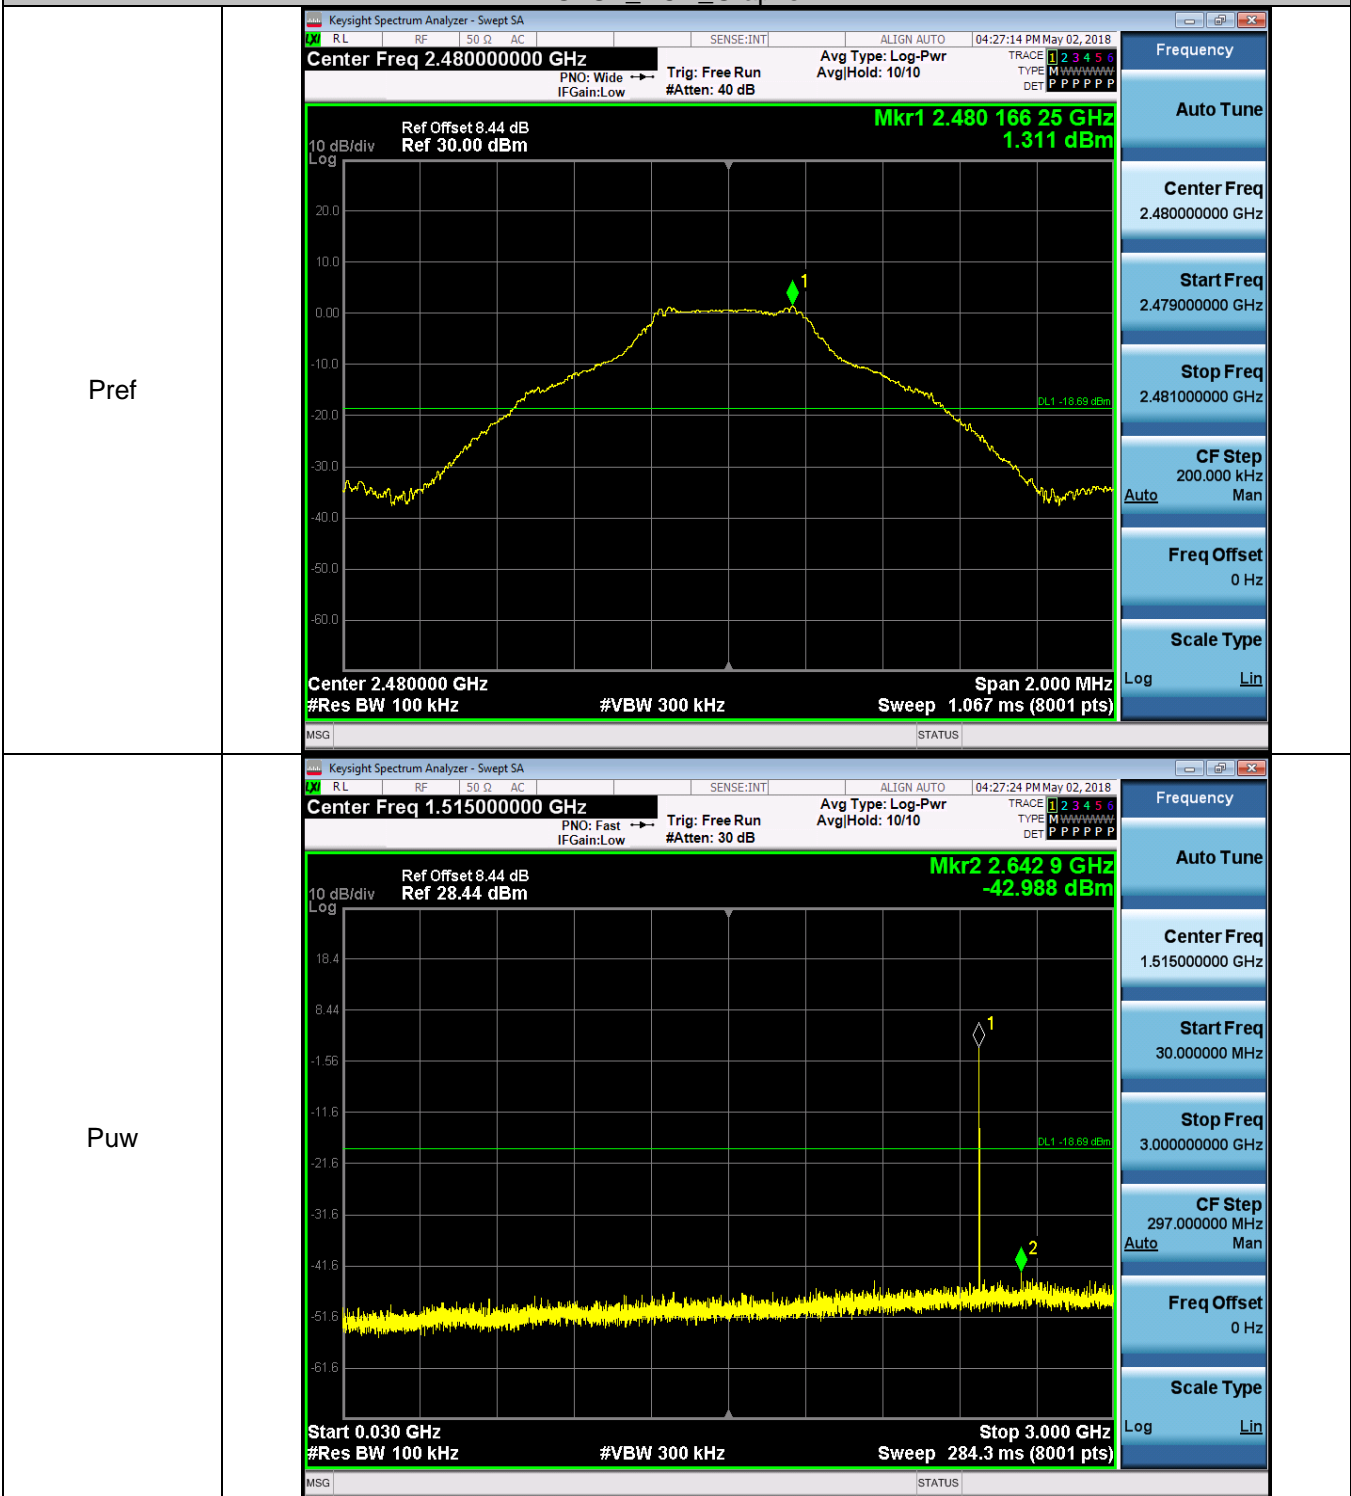 Pref
Keysight Spectrum Analyzer - Swept SA
LXI RL RF 50 Ω AC SENSE:INT ALIGN AUTO 04:27:14 PM May 02, 2018
Center Freq 2.480000000 GHz
PNO: Wide
IFGain:Low
Trig: Free Run
#Atten: 40 dB
Avg Type: Log-Pwr
Avg|Hold: 10/10
TRACE 1 2 3 4 5 6
TYPE M WWWWW
DET P P P P P P
Mkr1 2.480 166 25 GHz
1.311 dBm
Ref Offset 8.44 dB
10 dB/div Ref 30.00 dBm
Log
20.0
10.0
0.00
-10.0
-20.0
-30.0
-40.0
-50.0
-60.0
1
DL1 -18.69 dBm
Center 2.480000 GHz Span 2.000 MHz
#Res BW 100 kHz #VBW 300 kHz Sweep 1.067 ms (8001 pts)
MSG STATUS
Frequency
Auto Tune
Center Freq
2.480000000 GHz
Start Freq
2.479000000 GHz
Stop Freq
2.481000000 GHz
CF Step
200.000 kHz
Auto Man
Freq Offset
0 Hz
Scale Type
Log Lin
Puw
Keysight Spectrum Analyzer - Swept SA
LXI RL RF 50 Ω AC SENSE:INT ALIGN AUTO 04:27:24 PM May 02, 2018
Center Freq 1.515000000 GHz
PNO: Fast
IFGain:Low
Trig: Free Run
#Atten: 30 dB
Avg Type: Log-Pwr
Avg|Hold: 10/10
TRACE 1 2 3 4 5 6
TYPE M WWWWW
DET P P P P P P
Mkr2 2.642 9 GHz
-42.988 dBm
Ref Offset 8.44 dB
10 dB/div Ref 28.44 dBm
Log
18.4
8.44
-1.56
-11.6
-21.6
-31.6
-41.6
-51.6
-61.6
1
DL1 -18.69 dBm
2
Start 0.030 GHz Stop 3.000 GHz
#Res BW 100 kHz #VBW 300 kHz Sweep 284.3 ms (8001 pts)
MSG STATUS
Frequency
Auto Tune
Center Freq
1.515000000 GHz
Start Freq
30.000000 MHz
Stop Freq
3.000000000 GHz
CF Step
297.000000 MHz
Auto Man
Freq Offset
0 Hz
Scale Type
Log Lin